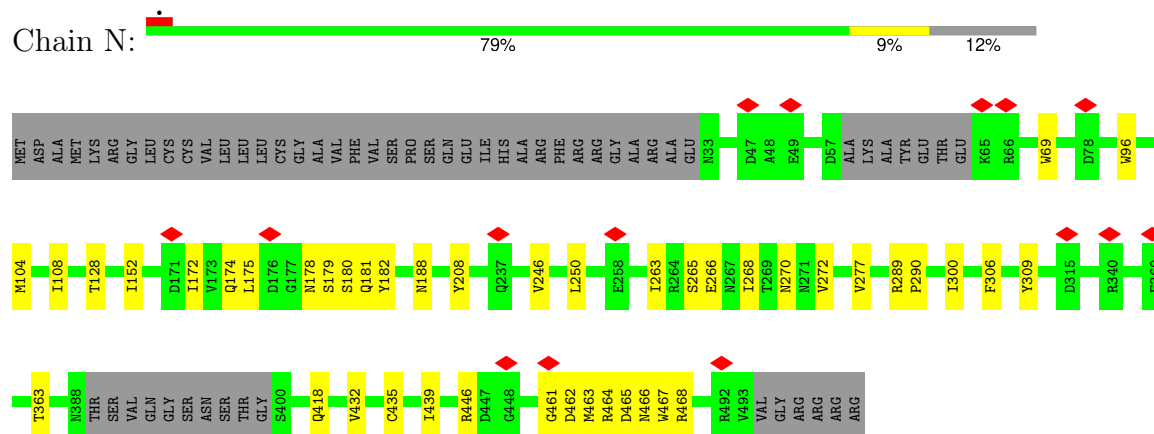 Chain N:
79% 9% 12%
MET ASP ALA MET LYS ARG GLY LEU CYS CYS VAL LEU LEU LEU CYS GLY ALA VAL PHE VAL SER PRO SER GLN GLU ILE HIS ALA ARG PHE ARG ARG GLY ALA ARG ALA GLU N33 D47 A48 E49 D57 ALA LYS ALA TYR GLU THR GLU K65 R66 W69 D78 W96
M104 I108 T128 I152 D171 I172 V173 Q174 L175 D176 G177 N178 S179 S180 Q181 Y182 N188 Y208 Q237 V246 L250 E258 I263 R264 S265 E266 N267 I268 T269 N270 N271 V272 V277 R289 P290 I300 F306 Y309 D315 R340
T363 N388 THR SER VAL GLN GLY SER ASN SER THR GLY S400 Q418 V432 C435 I439 R446 D447 G448 G461 D462 M463 R464 D465 N466 W467 R468 R492 V493 VAL GLY ARG ARG ARG ARG